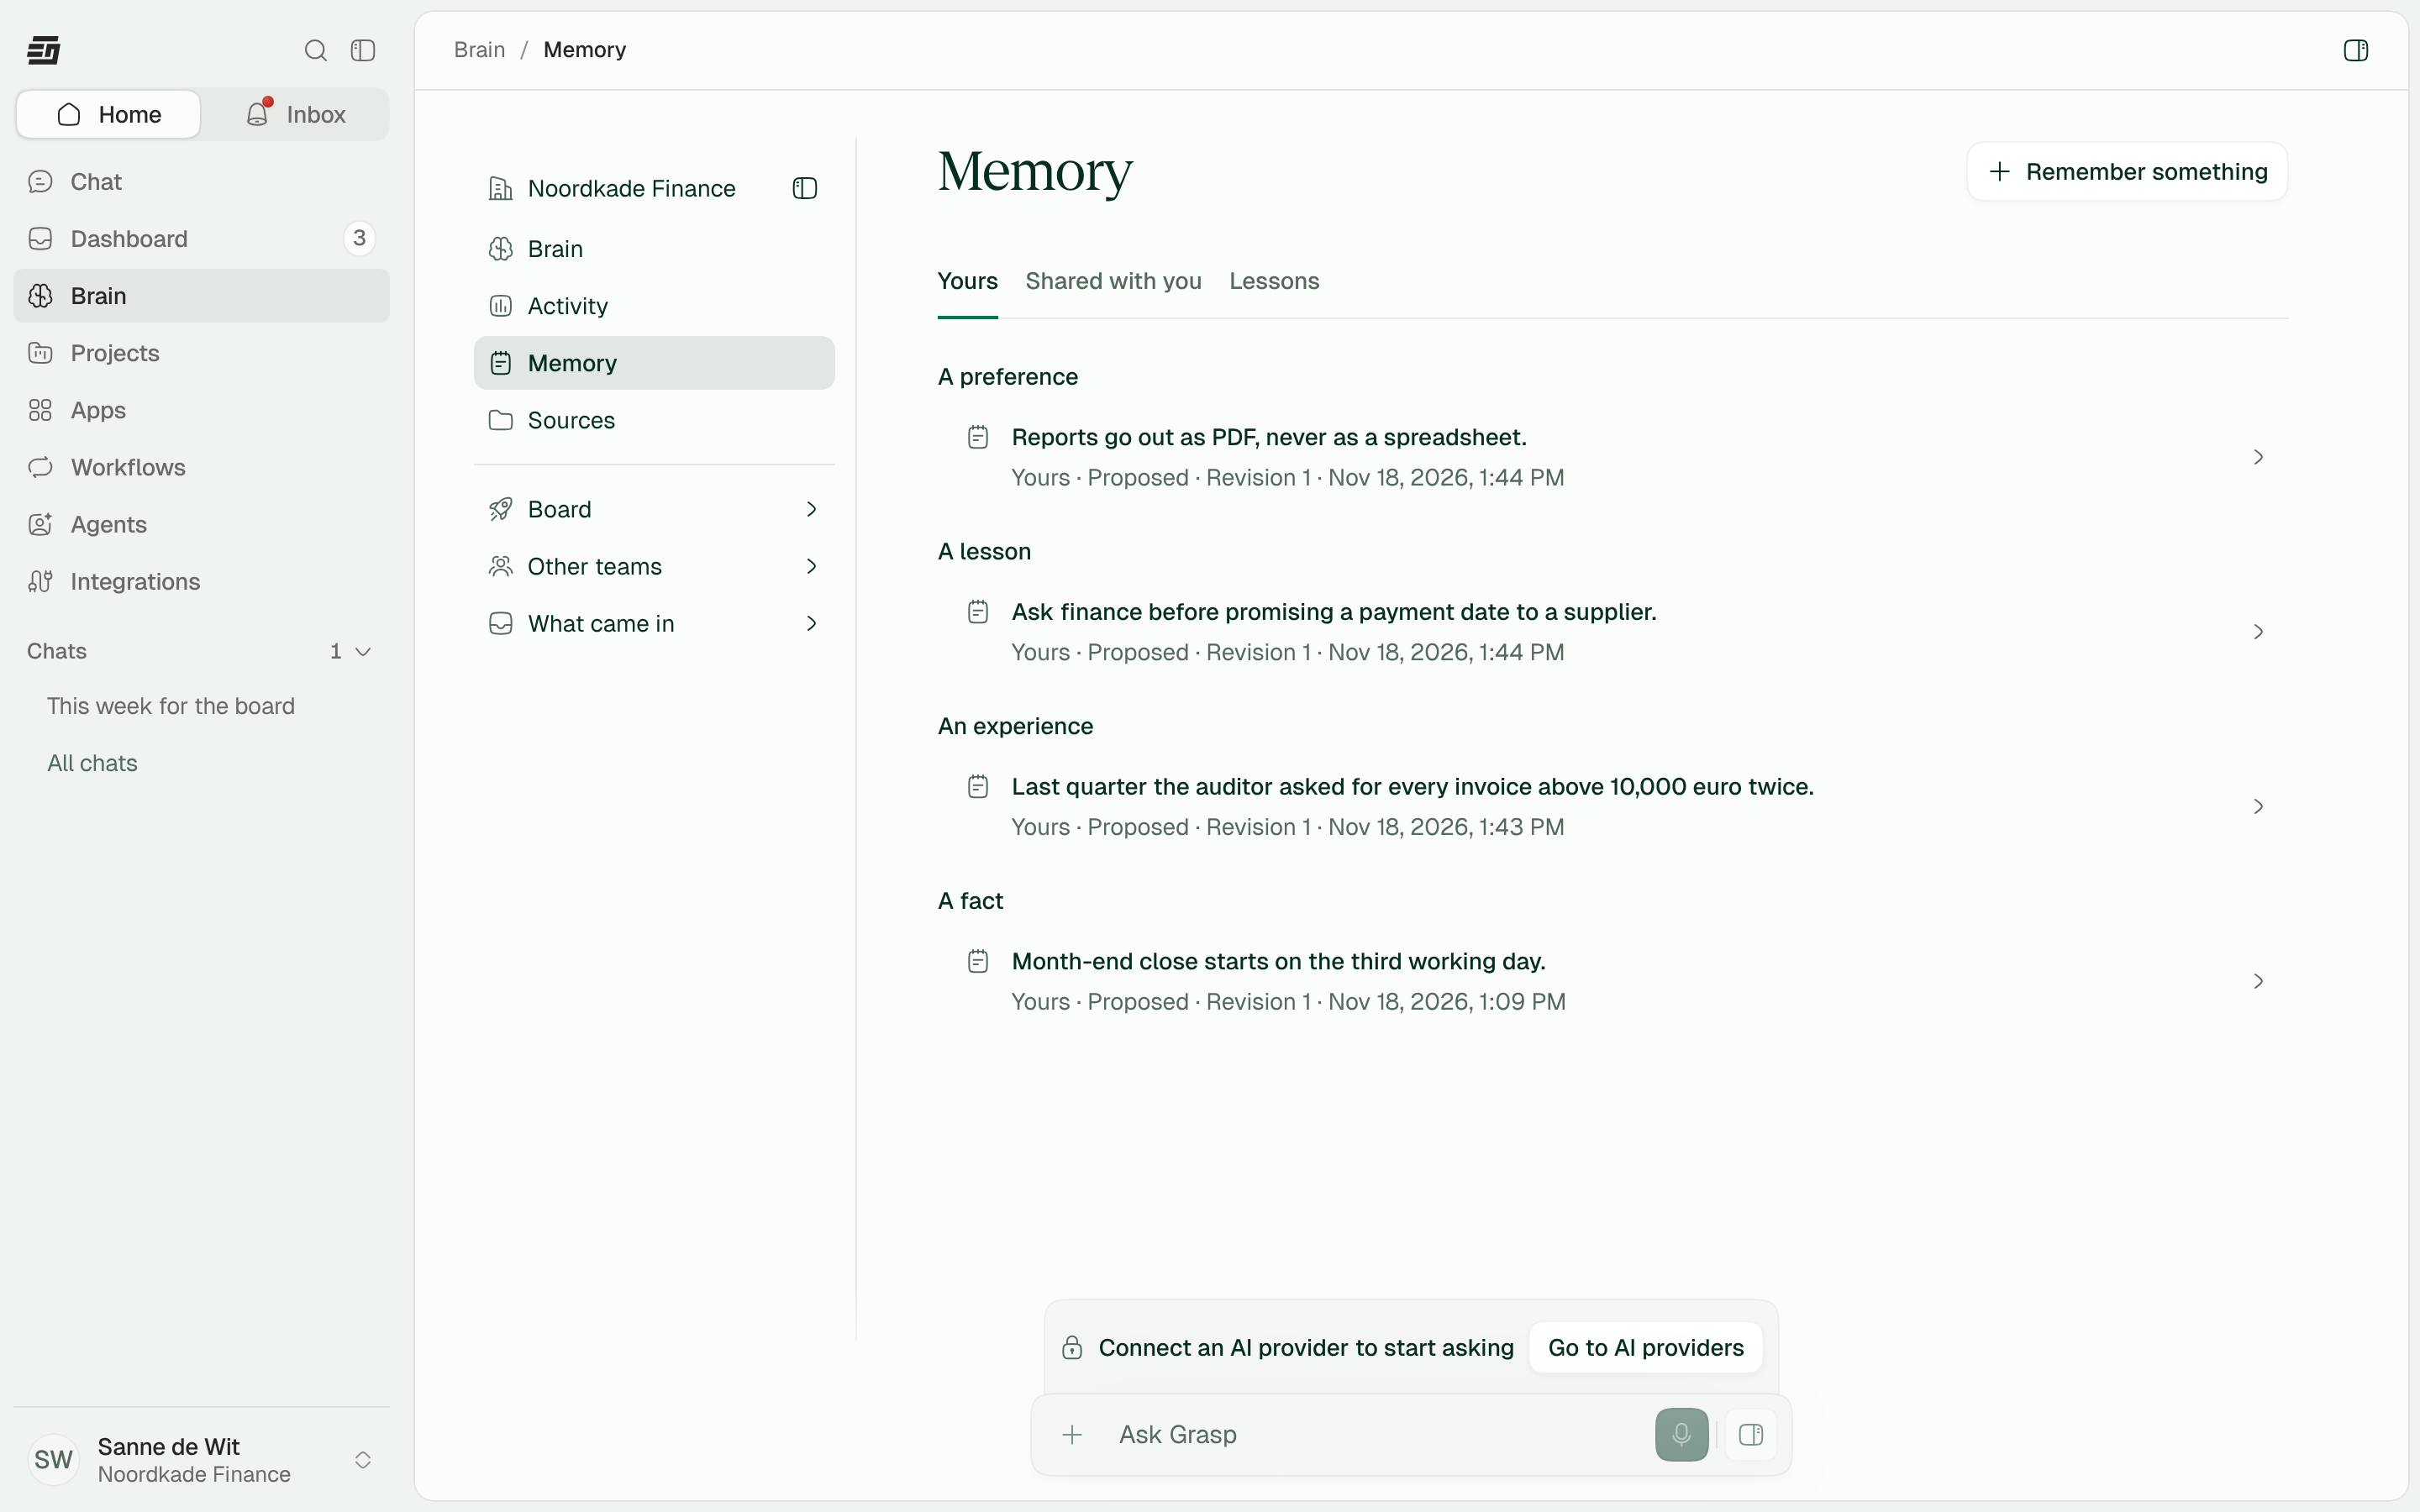 Home
Inbox
Chat
Dashboard
3
Brain
Projects
Apps
Workflows
Agents
Integrations
Chats
1
This week for the board
All chats
SW
Sanne de Wit
Noordkade Finance
Brain / Memory
Noordkade Finance
Brain
Activity
Memory
Sources
Board
Other teams
What came in
Memory
Remember something
Yours
Shared with you
Lessons
A preference
Reports go out as PDF, never as a spreadsheet.
Yours · Proposed · Revision 1 · Nov 18, 2026, 1:44 PM
A lesson
Ask finance before promising a payment date to a supplier.
Yours · Proposed · Revision 1 · Nov 18, 2026, 1:44 PM
An experience
Last quarter the auditor asked for every invoice above 10,000 euro twice.
Yours · Proposed · Revision 1 · Nov 18, 2026, 1:43 PM
A fact
Month-end close starts on the third working day.
Yours · Proposed · Revision 1 · Nov 18, 2026, 1:09 PM
Connect an AI provider to start asking
Go to AI providers
Ask Grasp